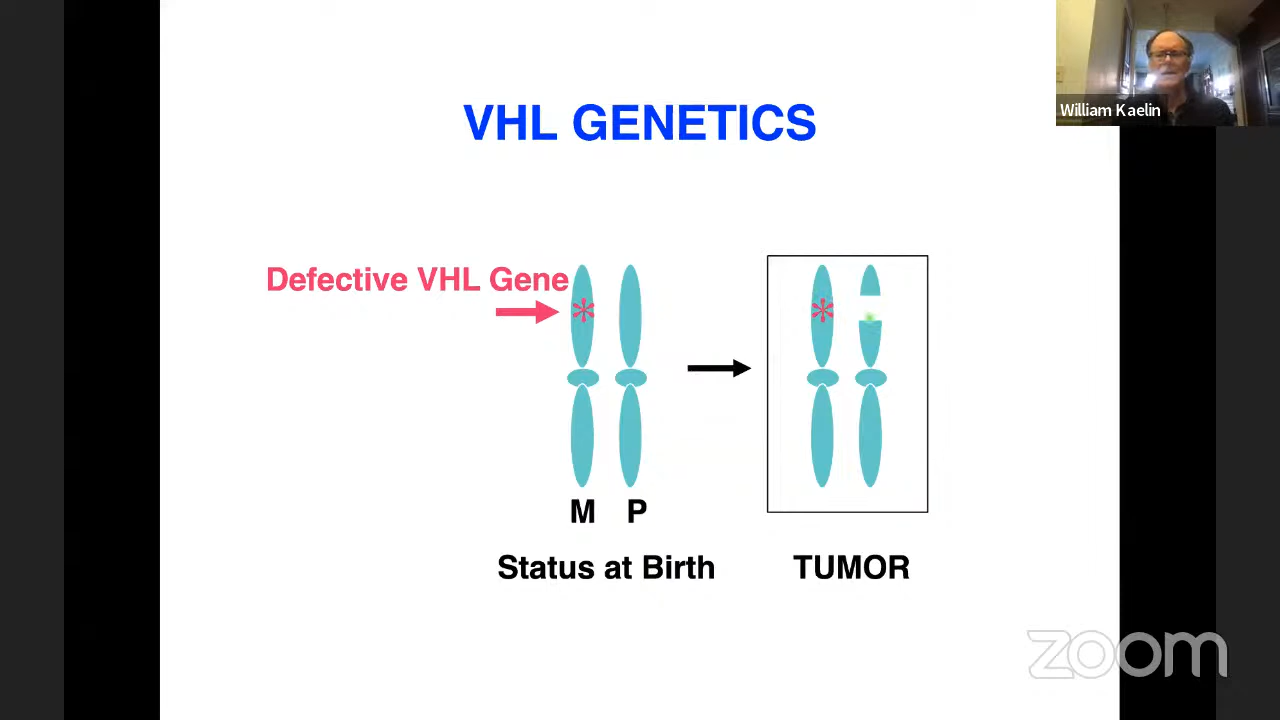 William Kaelin
VHL GENETICS
Defective VHL Gene
*
*
M P
Status at Birth
TUMOR
zoom